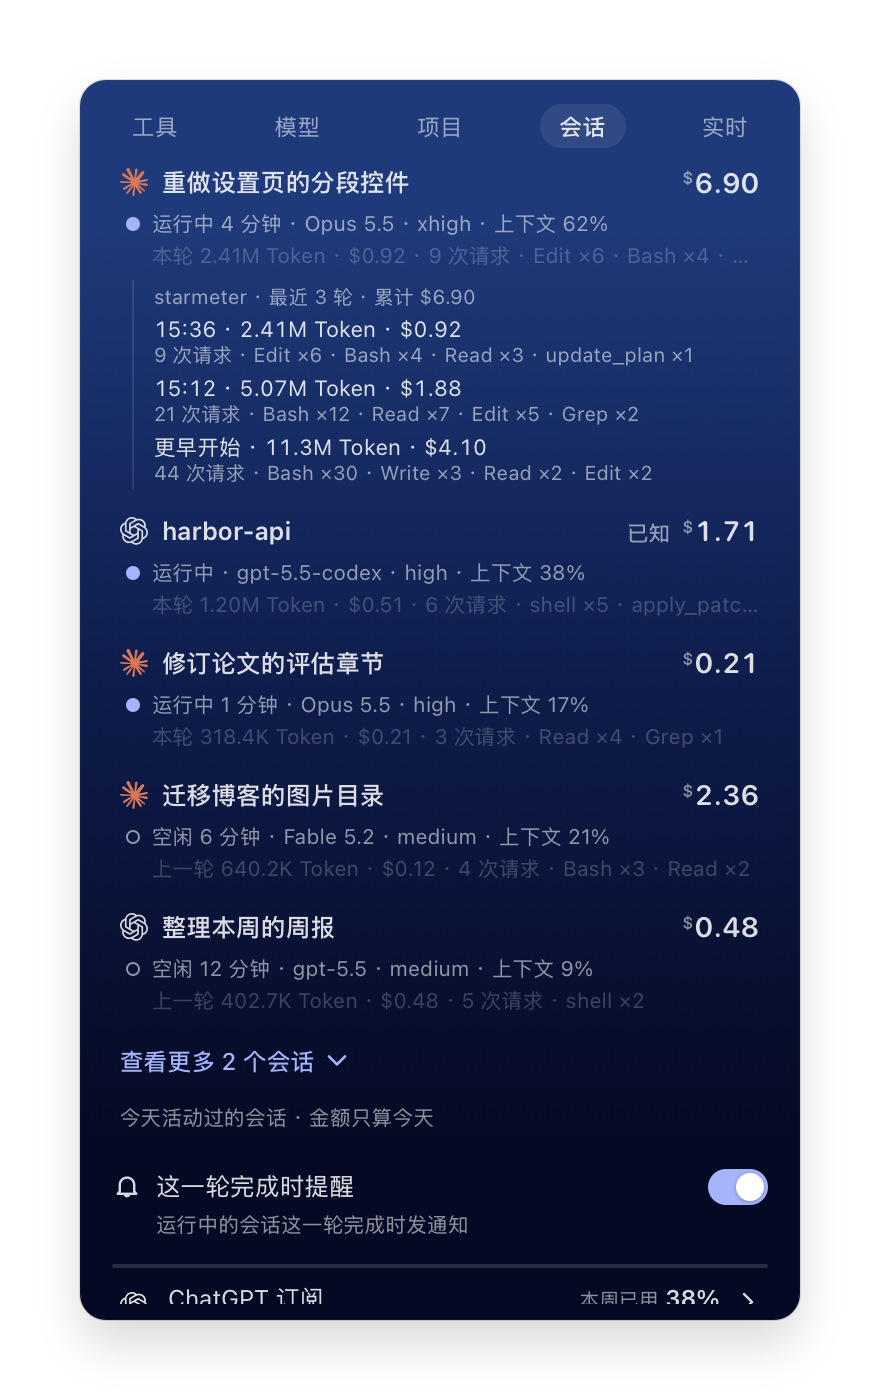 工具 模型 项目 会话 实时
重做设置页的分段控件 $6.90
运行中 4 分钟 · Opus 5.5 · xhigh · 上下文 62%
本轮 2.41M Token · $0.92 · 9 次请求 · Edit ×6 · Bash ×4 · ...
starmeter · 最近 3 轮 · 累计 $6.90
15:36 · 2.41M Token · $0.92
9 次请求 · Edit ×6 · Bash ×4 · Read ×3 · update_plan ×1
15:12 · 5.07M Token · $1.88
21 次请求 · Bash ×12 · Read ×7 · Edit ×5 · Grep ×2
更早开始 · 11.3M Token · $4.10
44 次请求 · Bash ×30 · Write ×3 · Read ×2 · Edit ×2
harbor-api 已知 $1.71
运行中 · gpt-5.5-codex · high · 上下文 38%
本轮 1.20M Token · $0.51 · 6 次请求 · shell ×5 · apply_patc...
修订论文的评估章节 $0.21
运行中 1 分钟 · Opus 5.5 · high · 上下文 17%
本轮 318.4K Token · $0.21 · 3 次请求 · Read ×4 · Grep ×1
迁移博客的图片目录 $2.36
空闲 6 分钟 · Fable 5.2 · medium · 上下文 21%
上一轮 640.2K Token · $0.12 · 4 次请求 · Bash ×3 · Read ×2
整理本周的周报 $0.48
空闲 12 分钟 · gpt-5.5 · medium · 上下文 9%
上一轮 402.7K Token · $0.48 · 5 次请求 · shell ×2
查看更多 2 个会话
今天活动过的会话 · 金额只算今天
这一轮完成时提醒
运行中的会话这一轮完成时发通知
ChatGPT 订阅 本周已用 38%